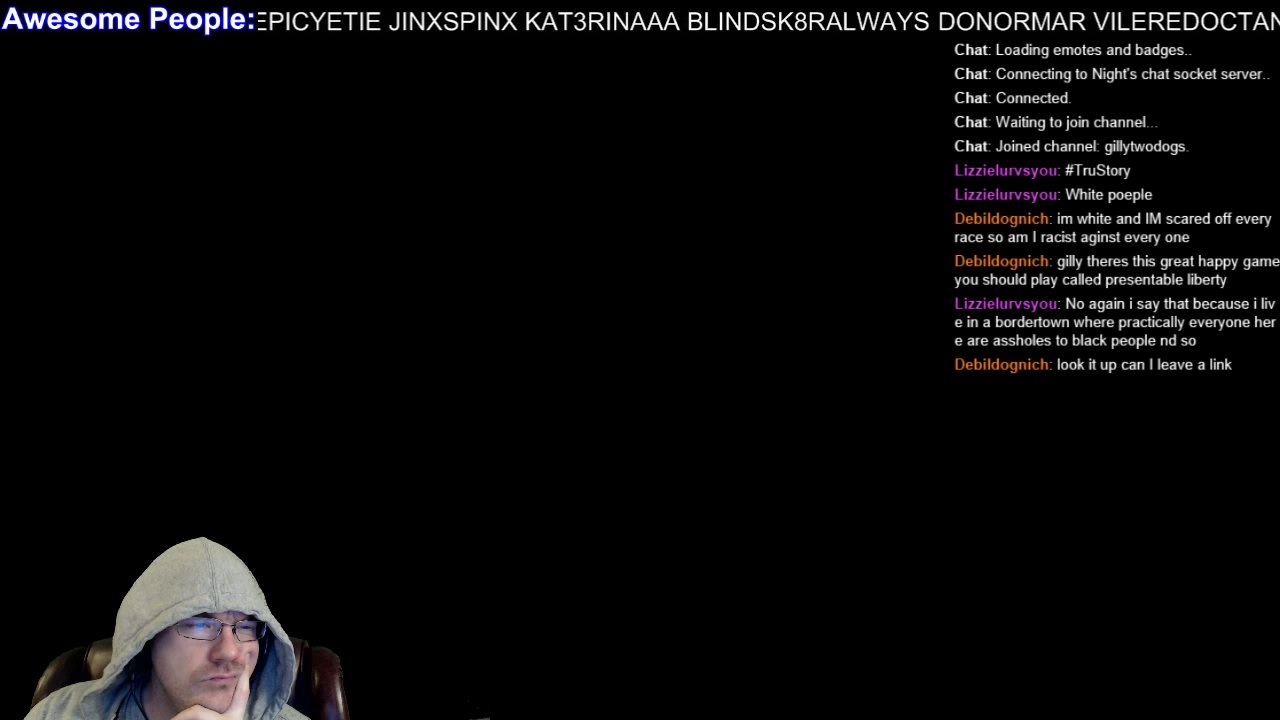 Awesome People: EPICYETIE JINXSPINX KAT3RINAAA BLINDSK8RALWAYS DONORMAR VILEREDOCTAN
Chat: Loading emotes and badges..
Chat: Connecting to Night's chat socket server..
Chat: Connected.
Chat: Waiting to join channel...
Chat: Joined channel: gillytwodogs.
Lizzielurvsyou: #TruStory
Lizzielurvsyou: White poeple
Debildognich: im white and IM scared off every
race so am I racist aginst every one
Debildognich: gilly theres this great happy game
you should play called presentable liberty
Lizzielurvsyou: No again i say that because i liv
e in a bordertown where practically everyone her
e are assholes to black people nd so
Debildognich: look it up can I leave a link